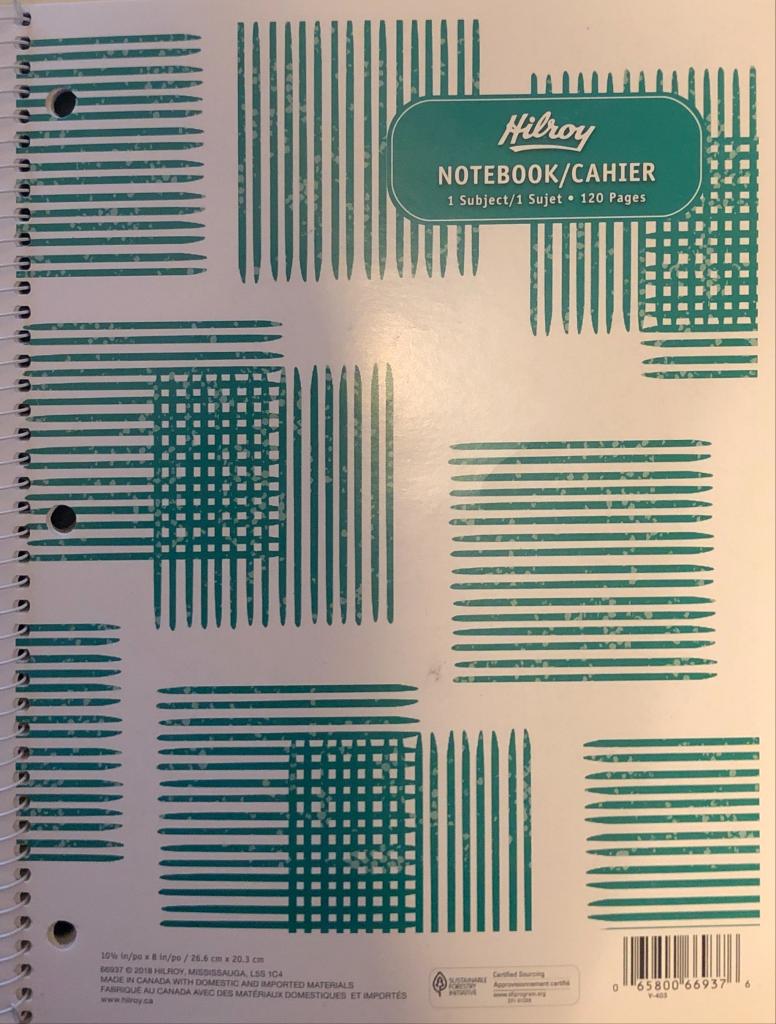 Hilroy
NOTEBOOK/CAHIER
1 Subject/1 Sujet • 120 Pages
10½ in/po x 8 in/po / 26.6 cm x 20.3 cm
66937 © 2018 HILROY, MISSISSAUGA, L5S 1C4
MADE IN CANADA WITH DOMESTIC AND IMPORTED MATERIALS
FABRIQUÉ AU CANADA AVEC DES MATÉRIAUX DOMESTIQUES ET IMPORTÉS
www.hilroy.ca
SUSTAINABLE
FORESTRY
INITIATIVE
Certified Sourcing
Approvisionnement certifié
www.sfiprogram.org
0 65800 66937 6
V-403